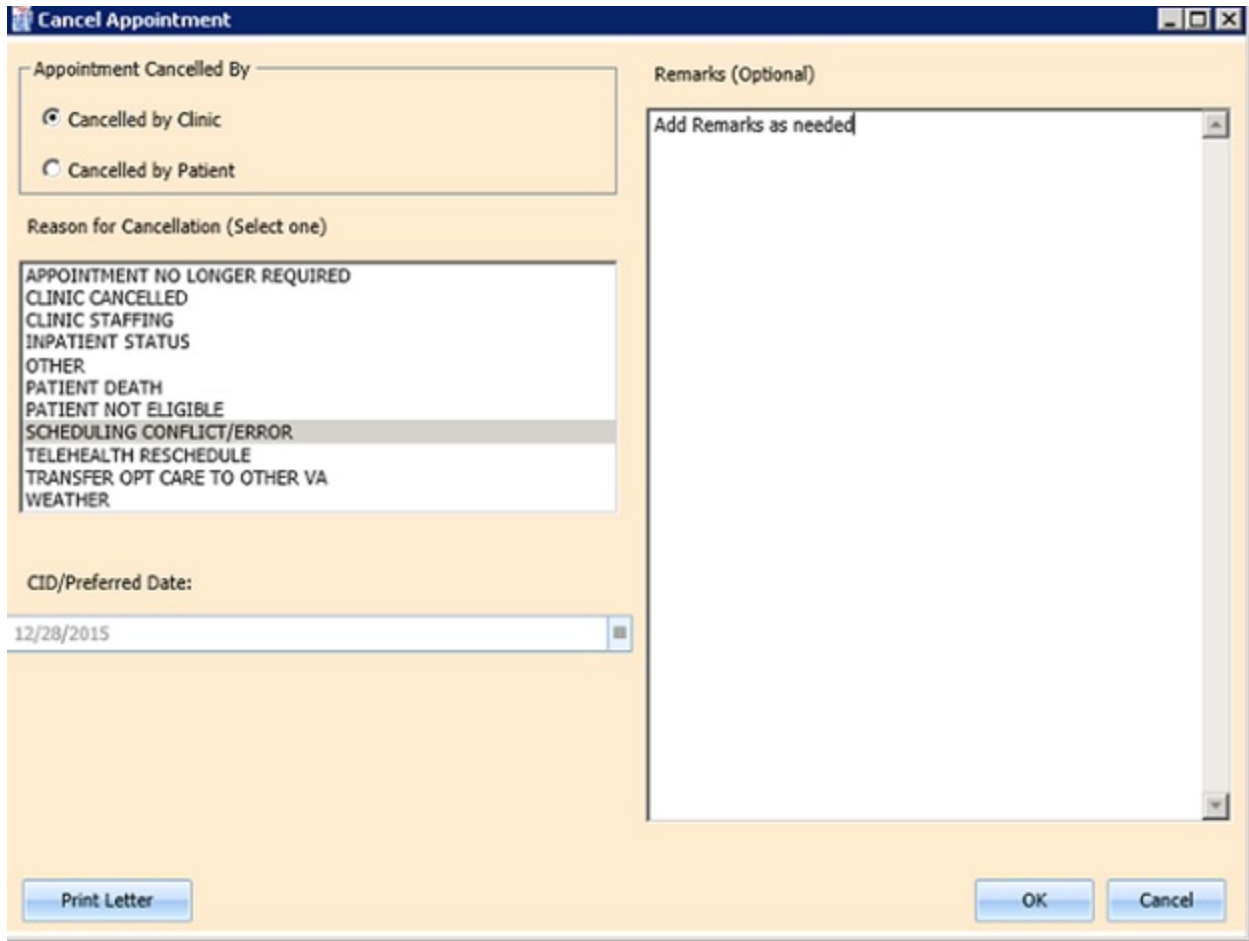 Cancel Appointment
Appointment Cancelled By
Cancelled by Clinic
Cancelled by Patient
Reason for Cancellation (Select one)
APPOINTMENT NO LONGER REQUIRED
CLINIC CANCELLED
CLINIC STAFFING
INPATIENT STATUS
OTHER
PATIENT DEATH
PATIENT NOT ELIGIBLE
SCHEDULING CONFLICT/ERROR
TELEHEALTH RESCHEDULE
TRANSFER OPT CARE TO OTHER VA
WEATHER
CID/Preferred Date:
12/28/2015
Remarks (Optional)
Add Remarks as needed
Print Letter
OK
Cancel